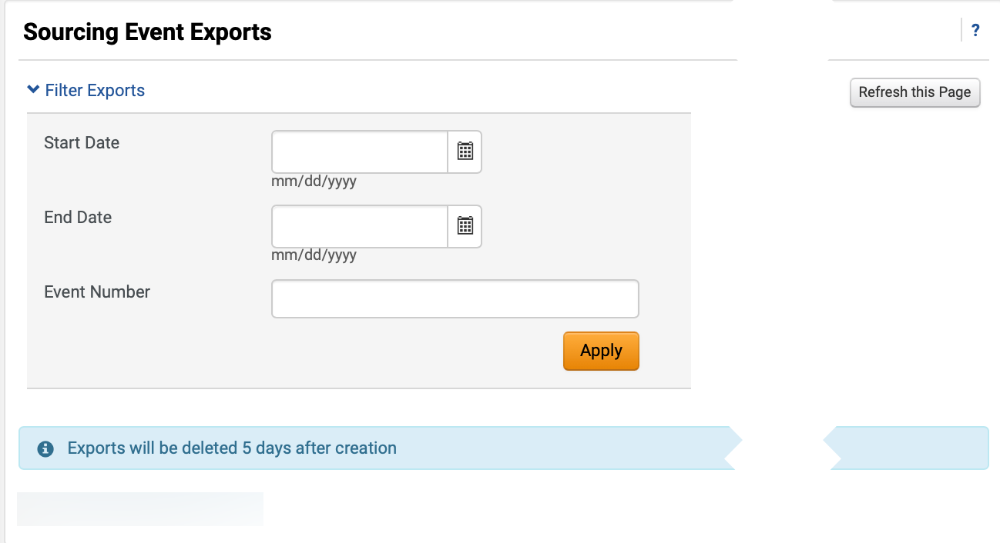 Sourcing Event Exports
?
Filter Exports
Refresh this Page
Start Date
mm/dd/yyyy
End Date
mm/dd/yyyy
Event Number
Apply
Exports will be deleted 5 days after creation